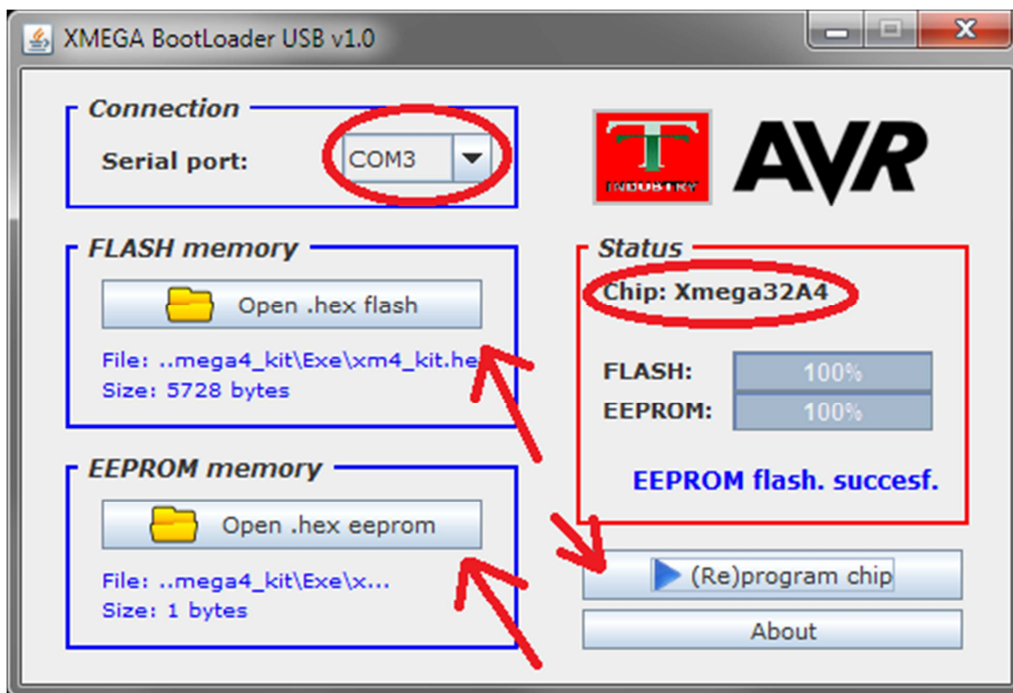 XMEGA BootLoader USB v1.0
Connection
Serial port:
COM3
T
INDUSTRY
AVR
FLASH memory
Open .hex flash
File: ..mega4_kit\Exe\xm4_kit.he
Size: 5728 bytes
Status
Chip: Xmega32A4
FLASH:
100%
EEPROM:
100%
EEPROM flash. succesf.
EEPROM memory
Open .hex eeprom
File: ..mega4_kit\Exe\x...
Size: 1 bytes
(Re)program chip
About